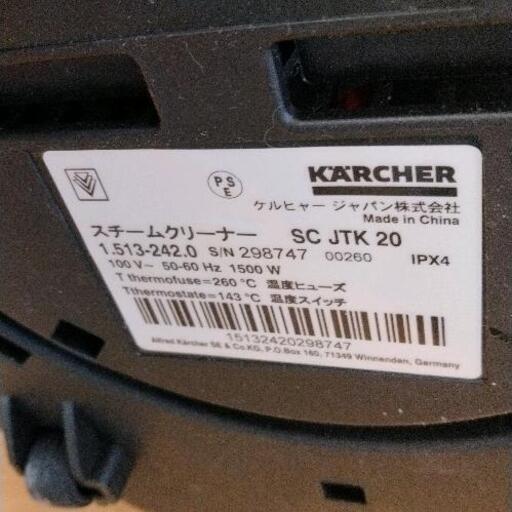 PS
E
KÄRCHER
ケルヒャー ジャパン株式会社
Made in China
スチームクリーナー SC JTK 20
1.513-242.0 S/N 298747 00260 IPX4
100 V~ 50-60 Hz 1500 W
T thermofuse=260 °C 温度ヒューズ
Tthermostate=143 °C 温度スイッチ
15132420298747
Alfred Kärcher SE & Co.KG, P.O.Box 160, 71349 Winnenden, Germany